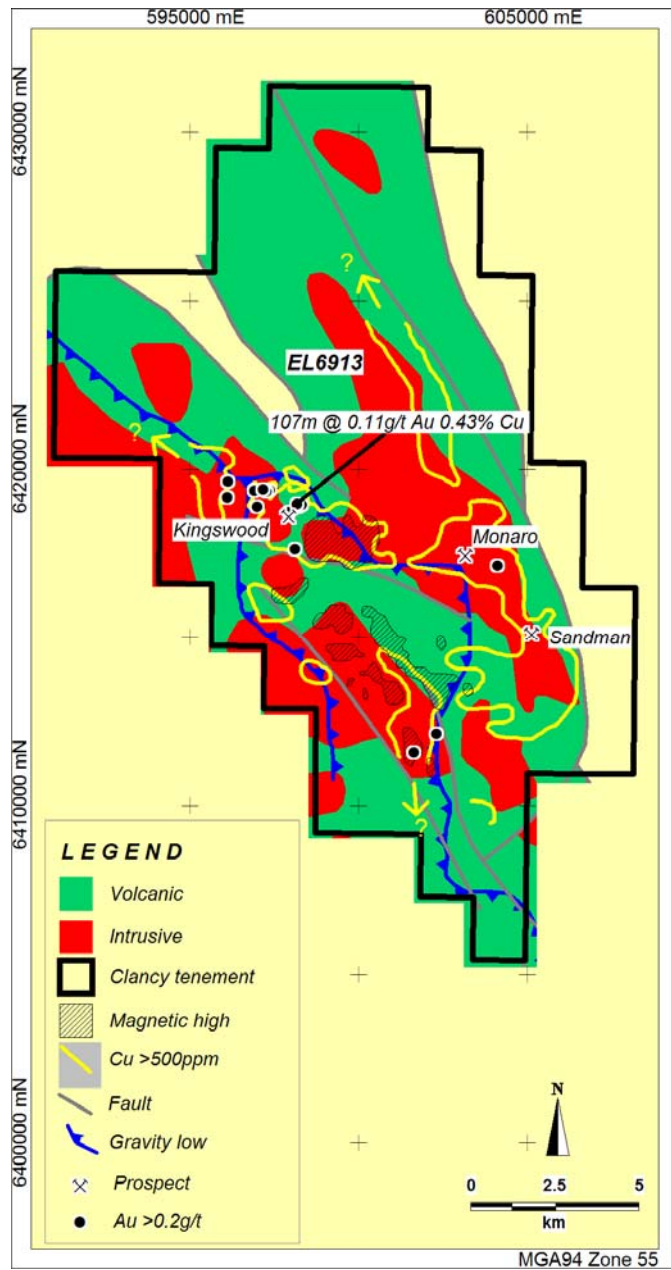 595000 mE
605000 mE
6430000 mN
?
EL6913
107m @ 0.11g/t Au 0.43% Cu
?
6420000 mN
Kingswood
Monaro
Sandman
6410000 mN
?
LEGEND
Volcanic
Intrusive
Clancy tenement
Magnetic high
Cu >500ppm
Fault
Gravity low
Prospect
Au >0.2g/t
6400000 mN
N
0 2.5 5
km
MGA94 Zone 55